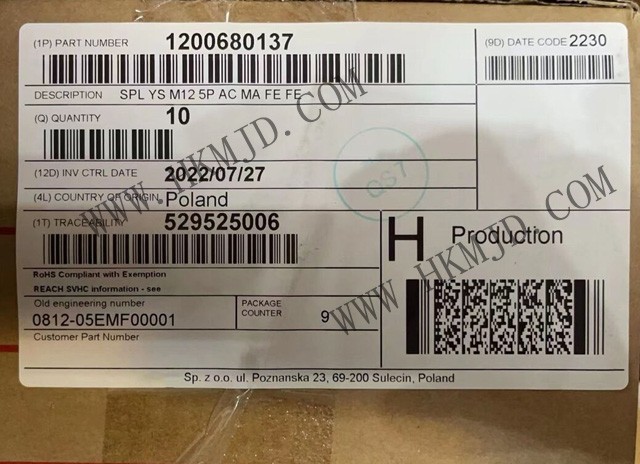 (1P) PART NUMBER 1200680137
(9D) DATE CODE 2230
DESCRIPTION SPL YS M12 5P AC MA FE FE
(Q) QUANTITY 10
(12D) INV CTRL DATE 2022/07/27
(4L) COUNTRY OF ORIGIN Poland
(1T) TRACEABILITY 529525006
QS7
H Production
RoHS Compliant with Exemption
REACH SVHC information - see
Old engineering number
0812-05EMF00001
PACKAGE
COUNTER 9
Customer Part Number
Sp. z o.o. ul. Poznanska 23, 69-200 Sulecin, Poland
WWW.HKMJD.COM
WWW.HKMJD.COM